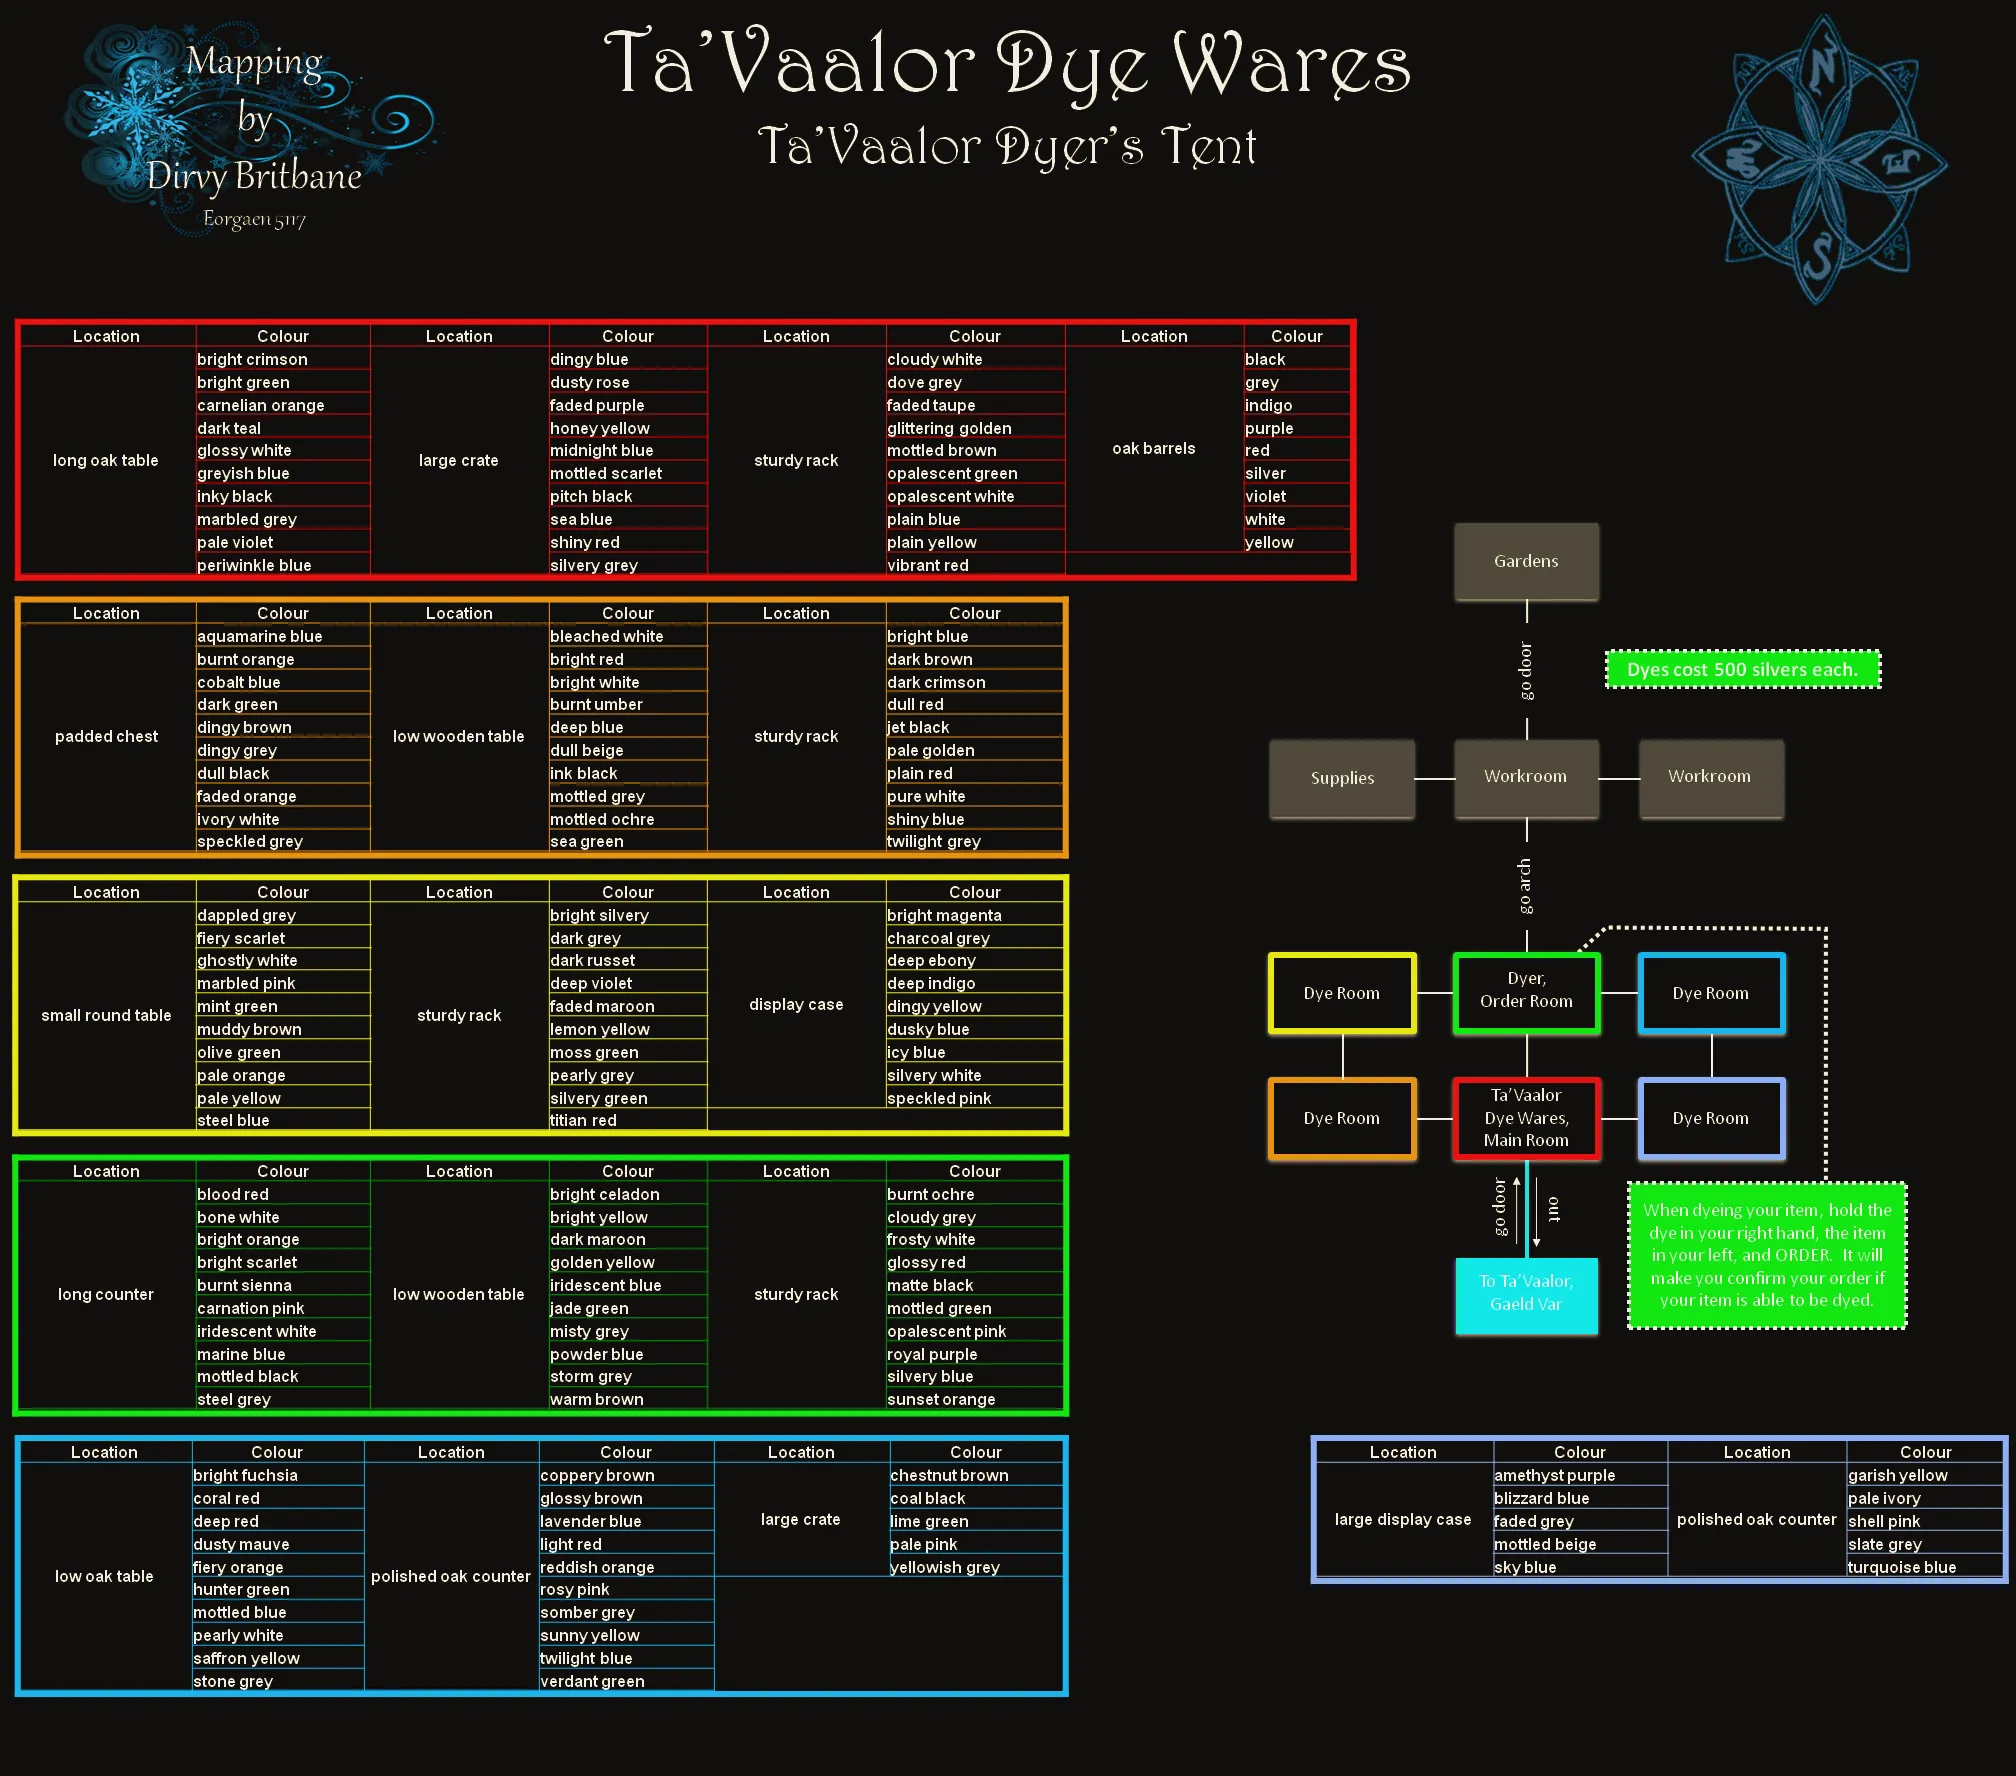 Mapping
by
Dirvy Britbane
Eorgaen 5117
Ta'Vaalor Dye Wares
Ta'Vaalor Dyer's Tent
N
E
S
W
Location Colour Location Colour Location Colour Location Colour
bright crimson dingy blue cloudy white black
bright green dusty rose dove grey grey
carnelian orange faded purple faded taupe indigo
dark teal honey yellow glittering golden purple
glossy white midnight blue mottled brown red
long oak table large crate sturdy rack oak barrels
greyish blue mottled scarlet opalescent green silver
inky black pitch black opalescent white violet
marbled grey sea blue plain blue white
pale violet shiny red plain yellow yellow
periwinkle blue silvery grey vibrant red
Location Colour Location Colour Location Colour
aquamarine blue bleached white bright blue
burnt orange bright red dark brown
cobalt blue bright white dark crimson
dark green burnt umber dull red
dingy brown deep blue jet black
padded chest low wooden table sturdy rack
dingy grey dull beige pale golden
dull black ink black plain red
faded orange mottled grey pure white
ivory white mottled ochre shiny blue
speckled grey sea green twilight grey
Location Colour Location Colour Location Colour
dappled grey bright silvery bright magenta
fiery scarlet dark grey charcoal grey
ghostly white dark russet deep ebony
marbled pink deep violet deep indigo
mint green faded maroon dingy yellow
small round table sturdy rack display case
muddy brown lemon yellow dusky blue
olive green moss green icy blue
pale orange pearly grey silvery white
pale yellow silvery green speckled pink
steel blue titian red
Location Colour Location Colour Location Colour
blood red bright celadon burnt ochre
bone white bright yellow cloudy grey
bright orange dark maroon frosty white
bright scarlet golden yellow glossy red
burnt sienna iridescent blue matte black
long counter low wooden table sturdy rack
carnation pink jade green mottled green
iridescent white misty grey opalescent pink
marine blue powder blue royal purple
mottled black storm grey silvery blue
steel grey warm brown sunset orange
Location Colour Location Colour Location Colour
bright fuchsia coppery brown chestnut brown
coral red glossy brown coal black
large crate
deep red lavender blue lime green
dusty mauve light red pale pink
fiery orange reddish orange yellowish grey
low oak table polished oak counter
hunter green rosy pink
mottled blue somber grey
pearly white sunny yellow
saffron yellow twilight blue
stone grey verdant green
Gardens
go door
Dyes cost 500 silvers each.
Supplies Workroom Workroom
go arch
Dye Room
Dyer,
Order Room
Dye Room
Dye Room
Ta'Vaalor
Dye Wares,
Main Room
Dye Room
go door
out
To Ta'Vaalor,
Gaeld Var
When dyeing your item, hold the
dye in your right hand, the item
in your left, and ORDER. It will
make you confirm your order if
your item is able to be dyed.
Location Colour Location Colour
amethyst purple garish yellow
blizzard blue pale ivory
large display case faded grey polished oak counter shell pink
mottled beige slate grey
sky blue turquoise blue